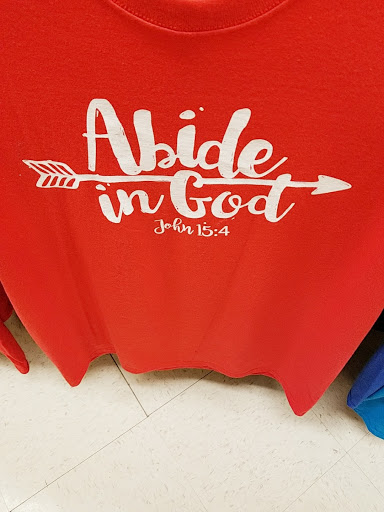 Abide
in God
John 15:4